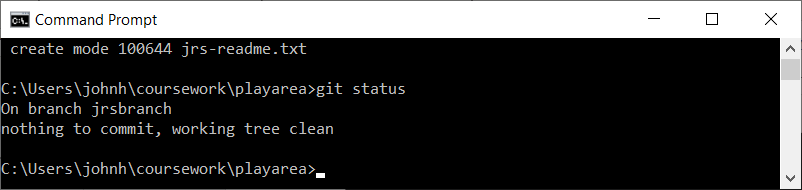 Command Prompt
create mode 100644 jrs-readme.txt
C:\Users\johnh\coursework\playarea>git status
On branch jrsbranch
nothing to commit, working tree clean
C:\Users\johnh\coursework\playarea>